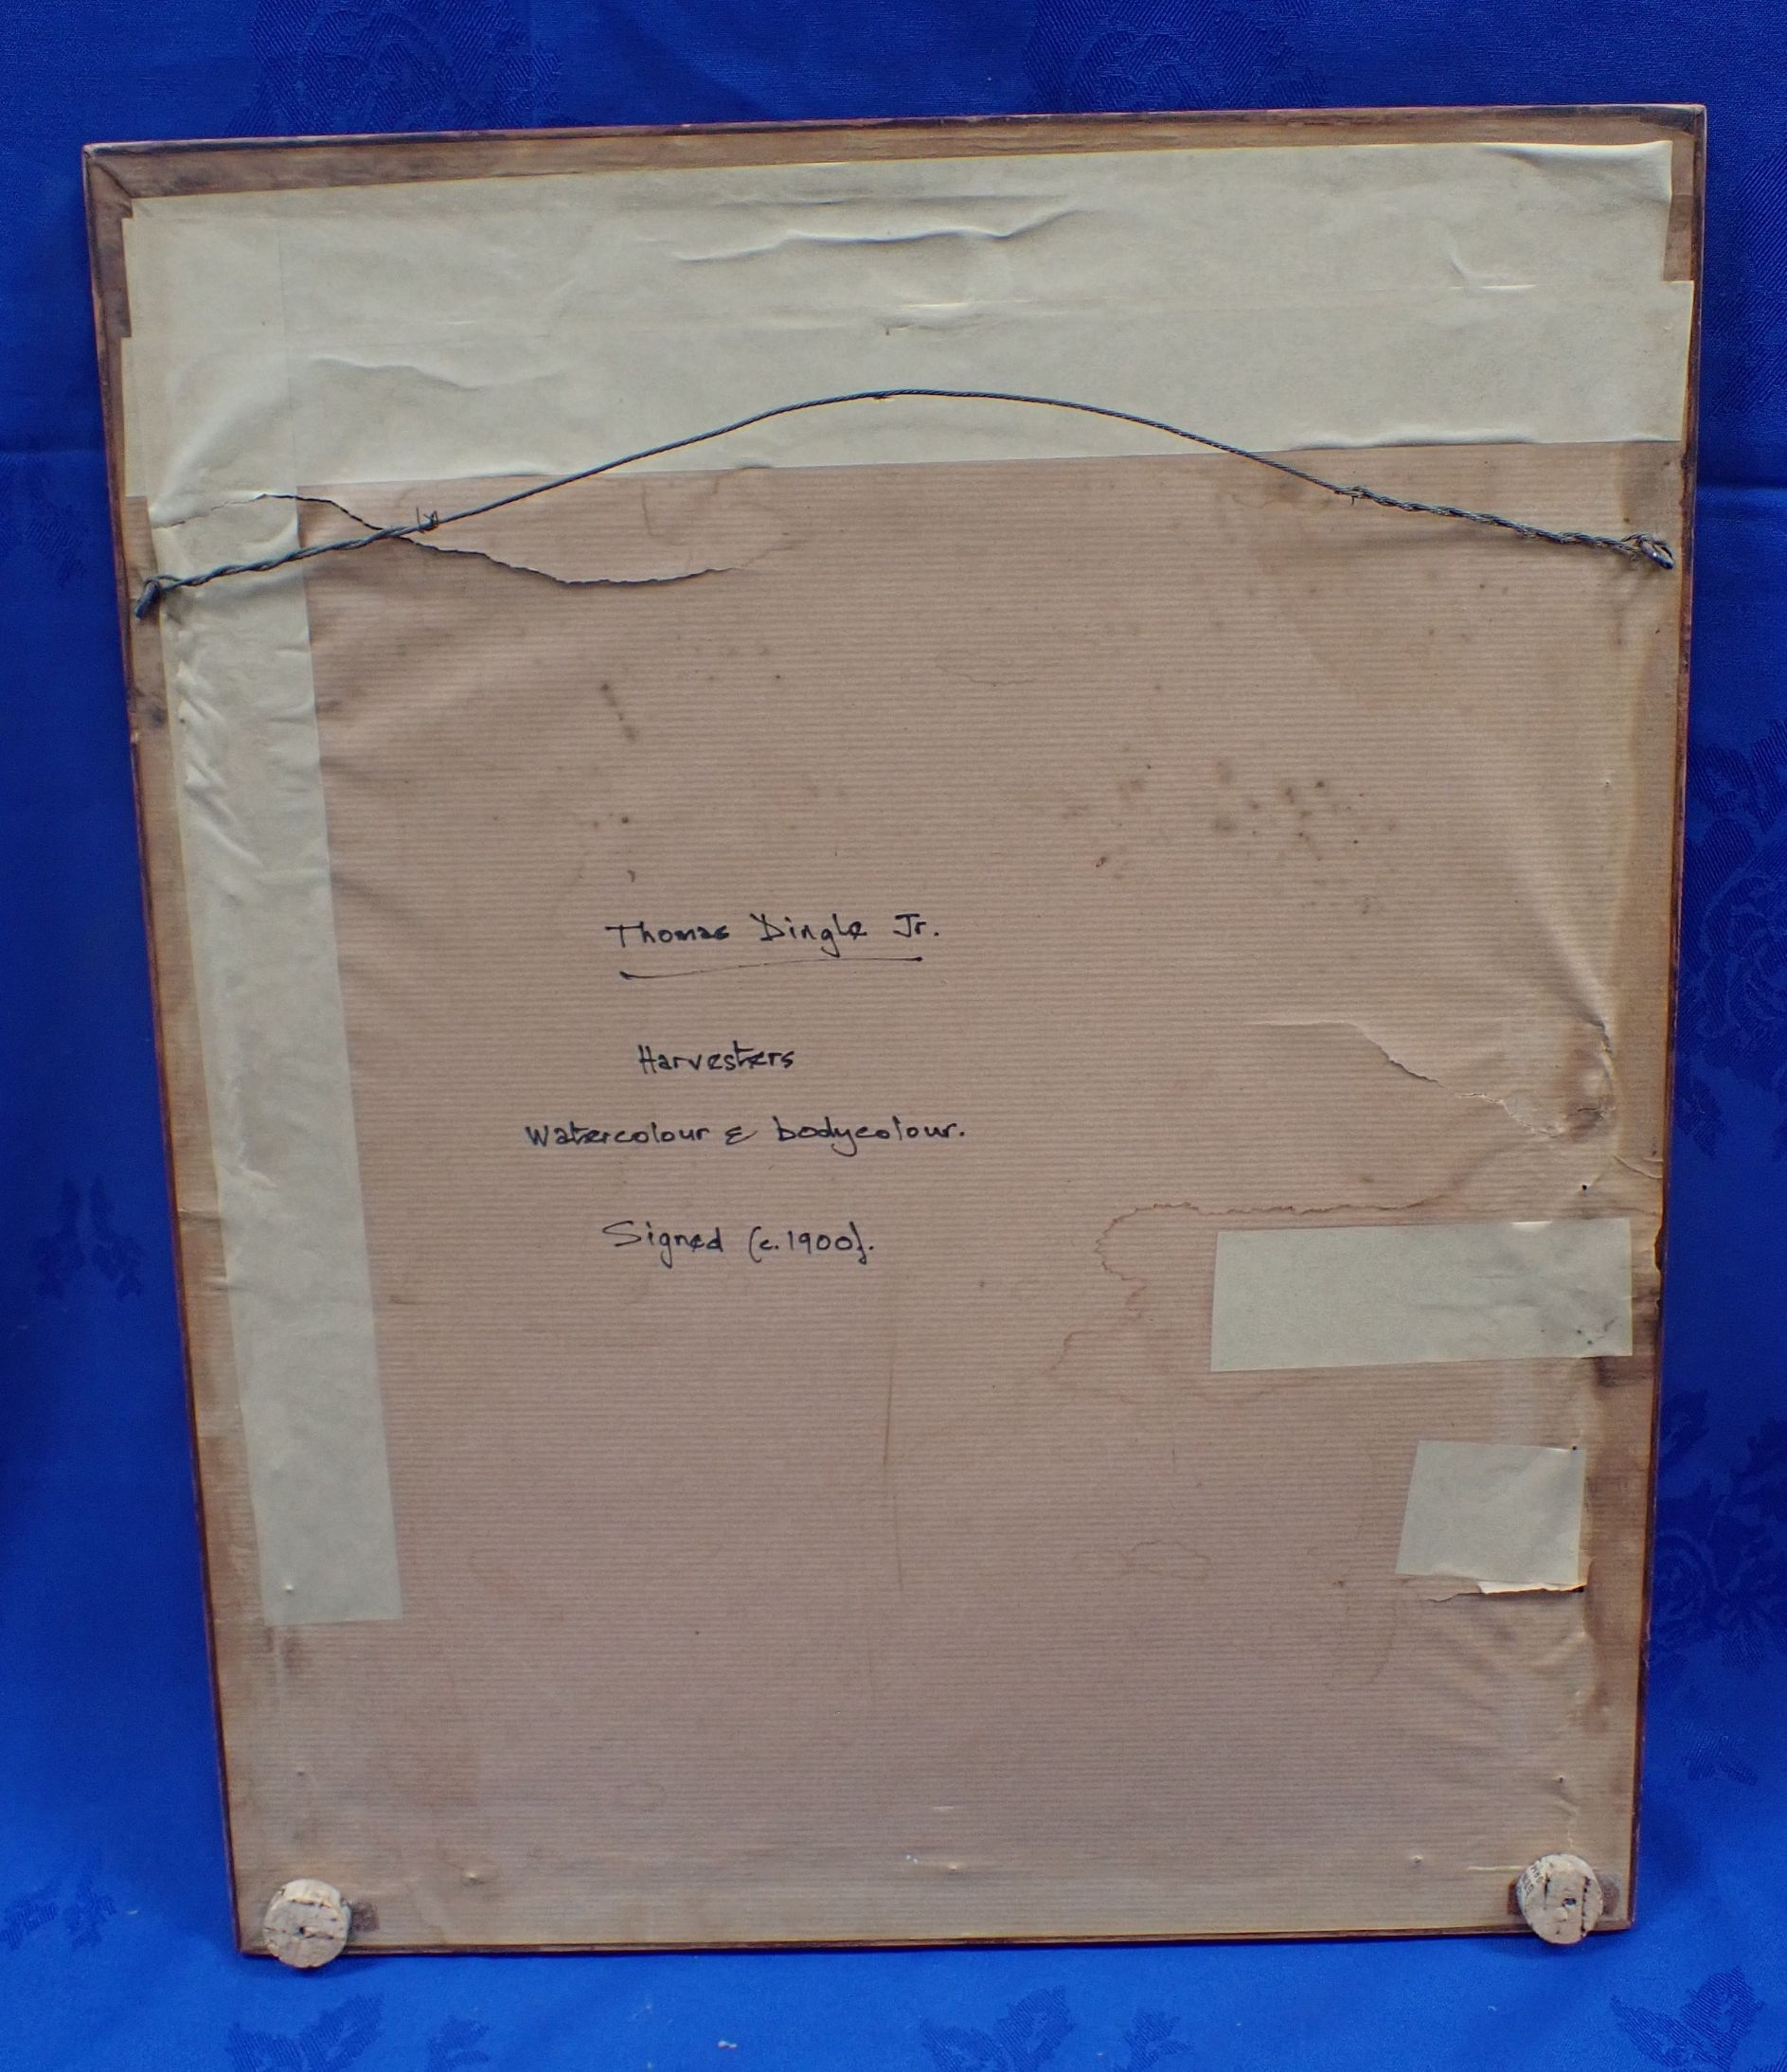 Thomas Dingle Jr.
Harvesters
Watercolour & bodycolour.
Signed (c.1900).